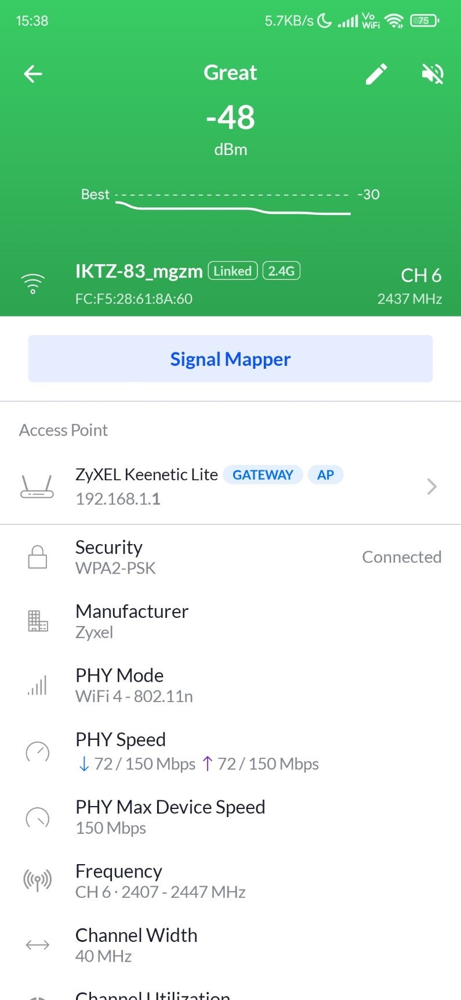 15:38
5.7KB/s Vo WiFi 75
Great
-48
dBm
Best -30
IKTZ-83_mgzm Linked 2.4G CH 6
FC:F5:28:61:8A:60 2437 MHz
Signal Mapper
Access Point
ZyXEL Keenetic Lite GATEWAY AP
192.168.1.1
Security
WPA2-PSK
Connected
Manufacturer
Zyxel
PHY Mode
WiFi 4 - 802.11n
PHY Speed
↓ 72 / 150 Mbps ↑ 72 / 150 Mbps
PHY Max Device Speed
150 Mbps
Frequency
CH 6 · 2407 - 2447 MHz
Channel Width
40 MHz
Channel Utilization